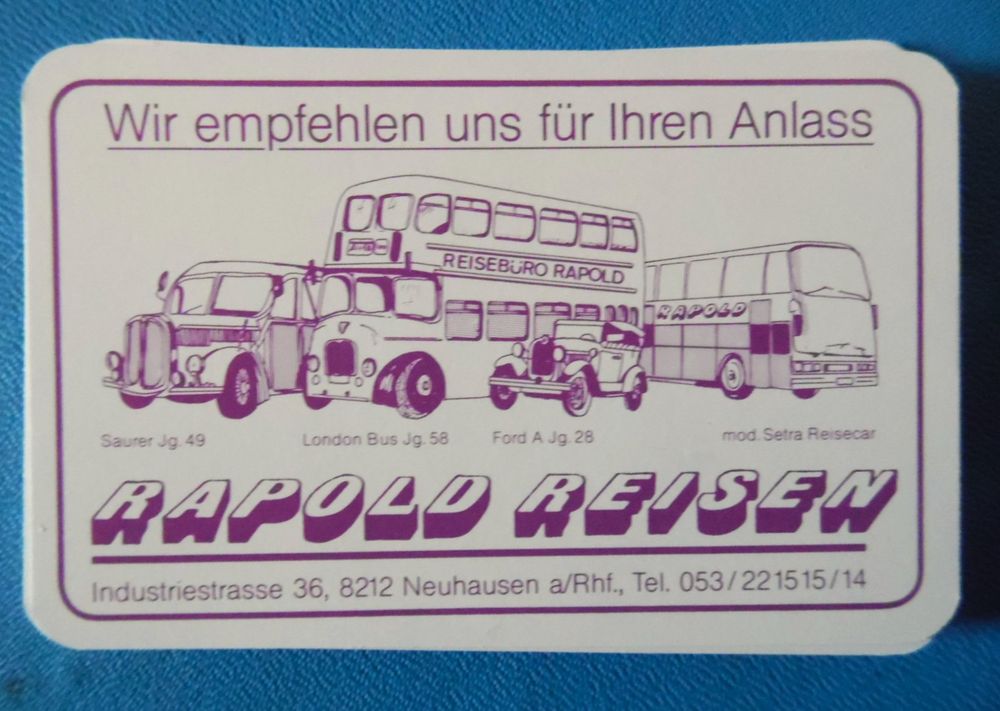 Wir empfehlen uns für Ihren Anlass
REISEBÜRO RAPOLD
RAPOLD
Saurer Jg. 49
London Bus Jg. 58
Ford A Jg. 28
mod. Setra Reisecar
RAPOLD REISEN
Industriestrasse 36, 8212 Neuhausen a/Rhf., Tel. 053/221515/14